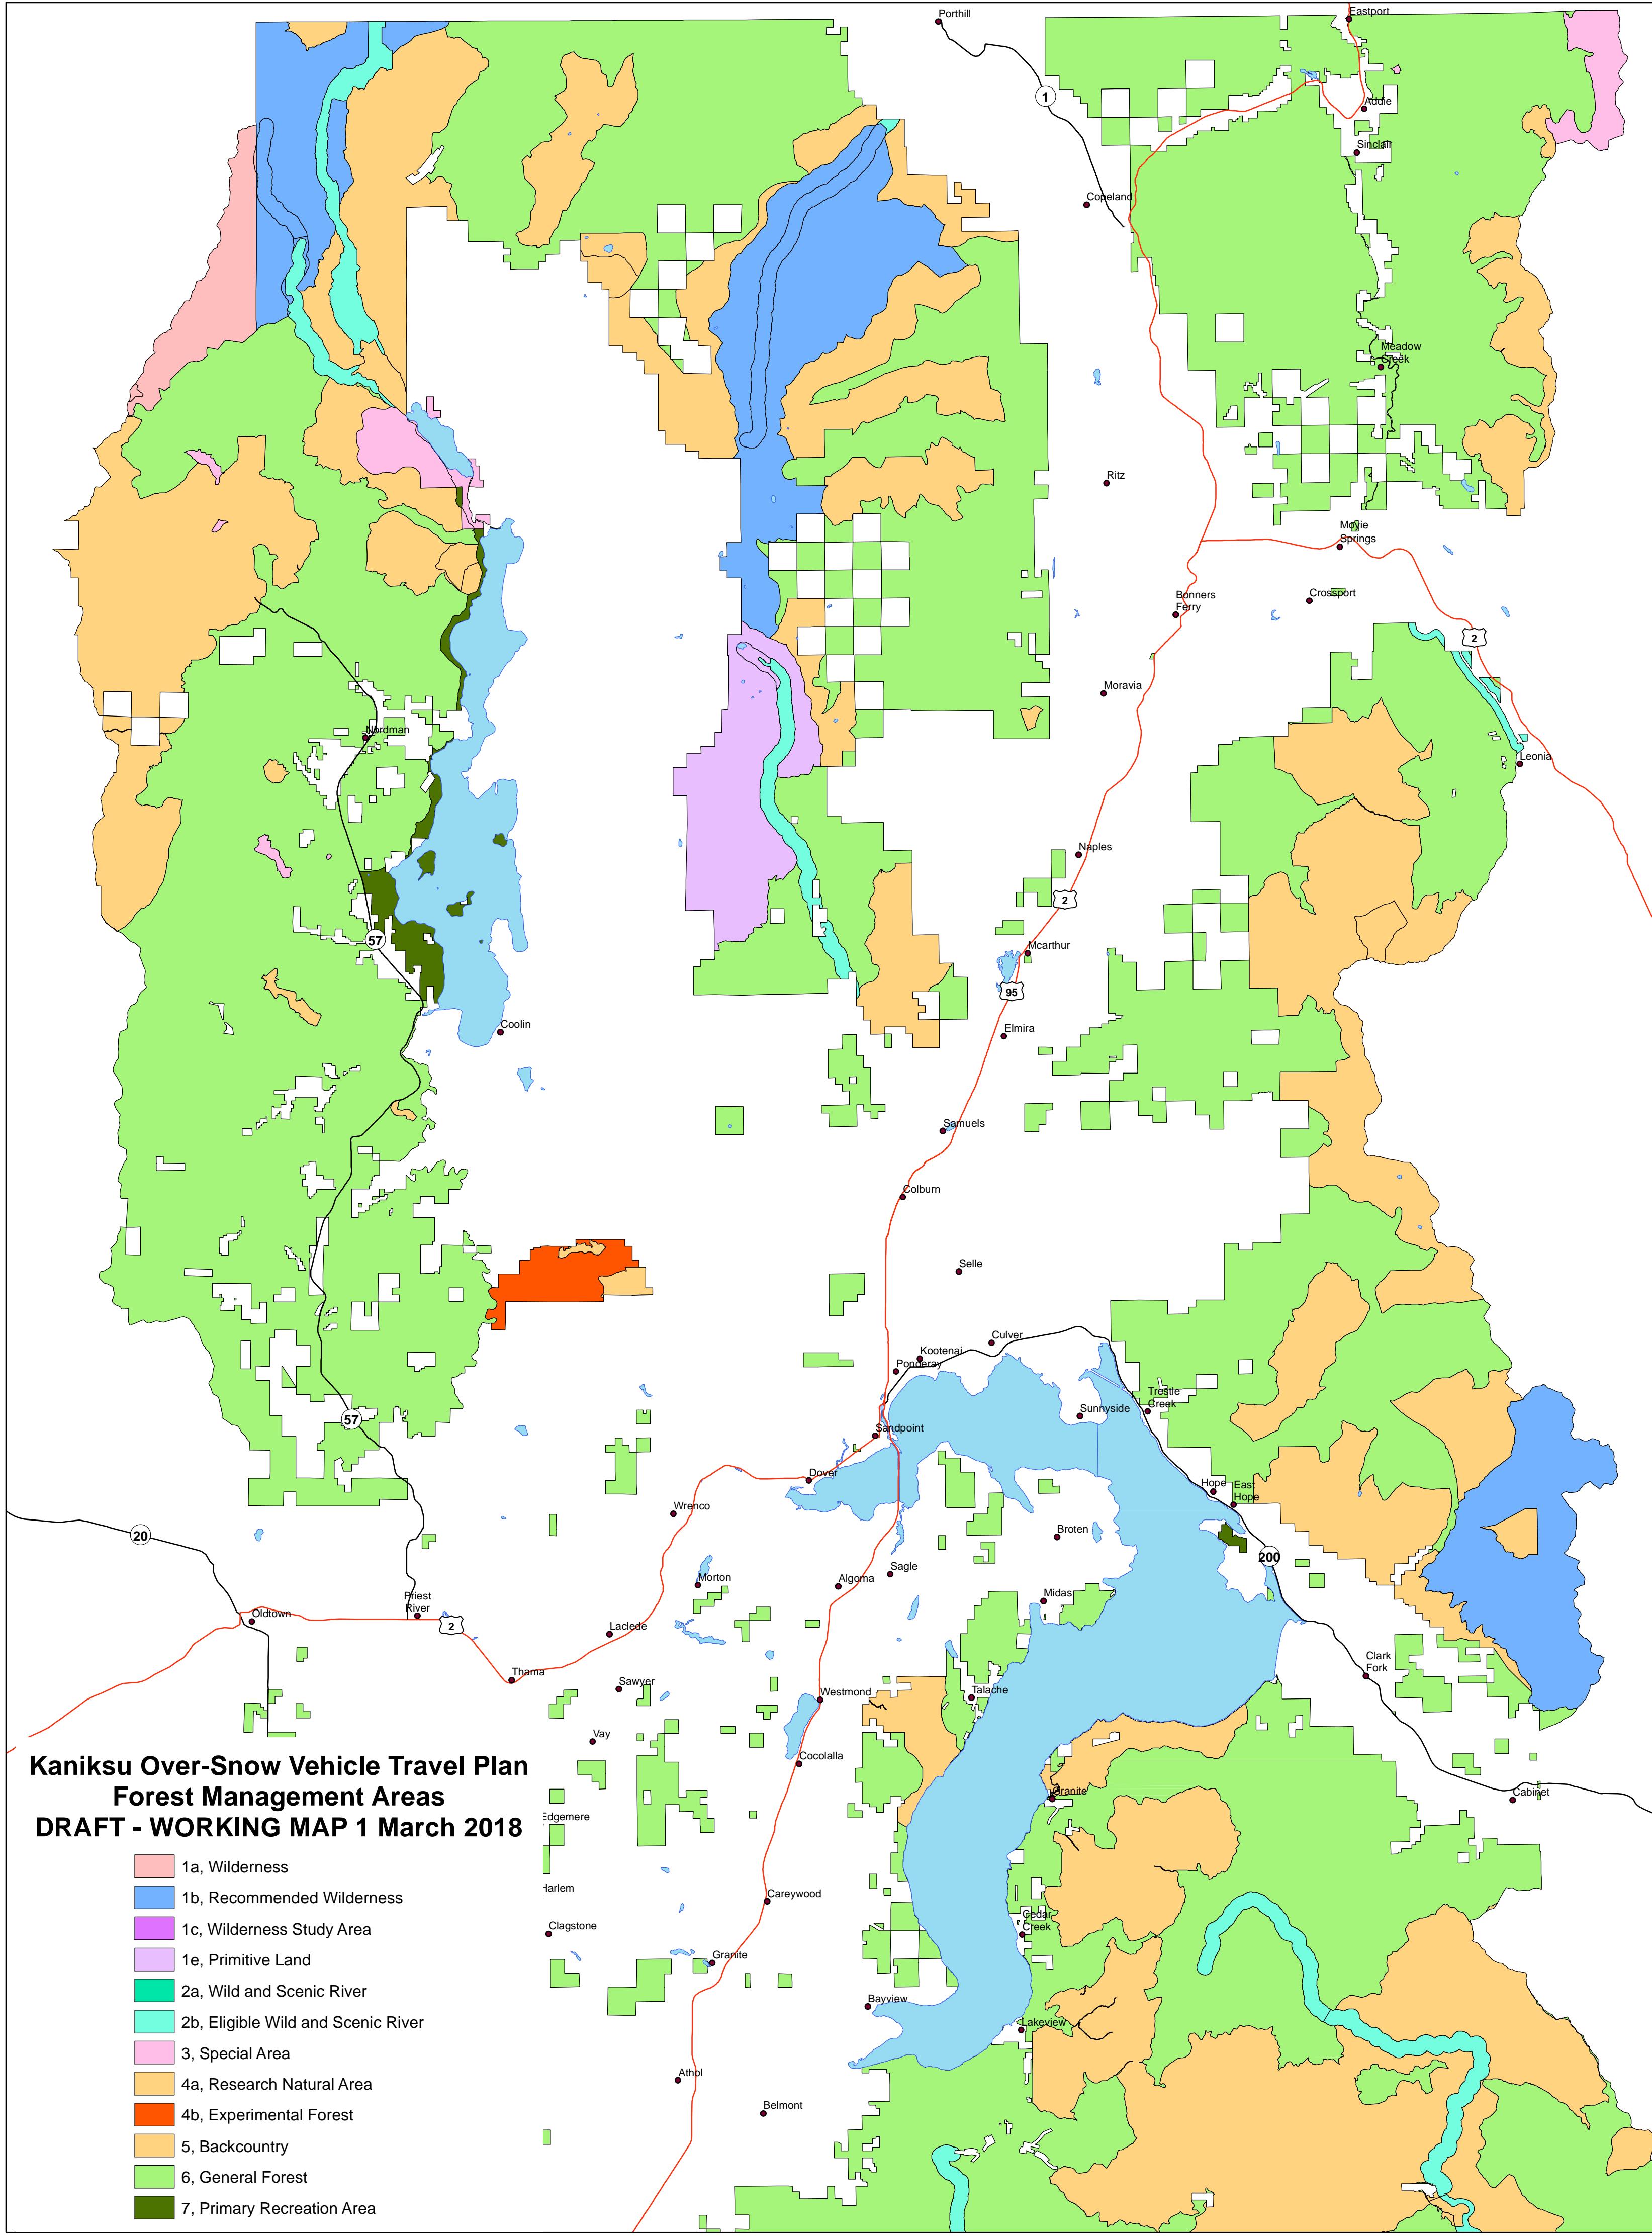 Porthill
Eastport
1
Addie
Sinclair
Copeland
Meadow
Creek
Ritz
Moyie
Springs
Bonners
Ferry
Crossport
2
Moravia
Nordman
Leonia
Naples
2
57
Mcarthur
95
Coolin
Elmira
Samuels
Colburn
Selle
Culver
Kootenai
Ponderay
Trestle
Creek
Sunnyside
57
Sandpoint
Dover
Hope
East
Hope
Wrenco
20
Broten
200
Morton
Algoma
Sagle
Midas
Priest
River
Oldtown
2
Laclede
Clark
Fork
Thama
Sawyer
Westmond
Talache
Vay
Cocolalla
Granite
Cabinet
Kaniksu Over-Snow Vehicle Travel Plan
Forest Management Areas
DRAFT - WORKING MAP 1 March 2018
Edgemere
1a, Wilderness
Harlem
1b, Recommended Wilderness
Careywood
1c, Wilderness Study Area
Clagstone
Cedar
Creek
1e, Primitive Land
Granite
2a, Wild and Scenic River
Bayview
2b, Eligible Wild and Scenic River
Lakeview
3, Special Area
4a, Research Natural Area
Athol
4b, Experimental Forest
Belmont
5, Backcountry
6, General Forest
7, Primary Recreation Area